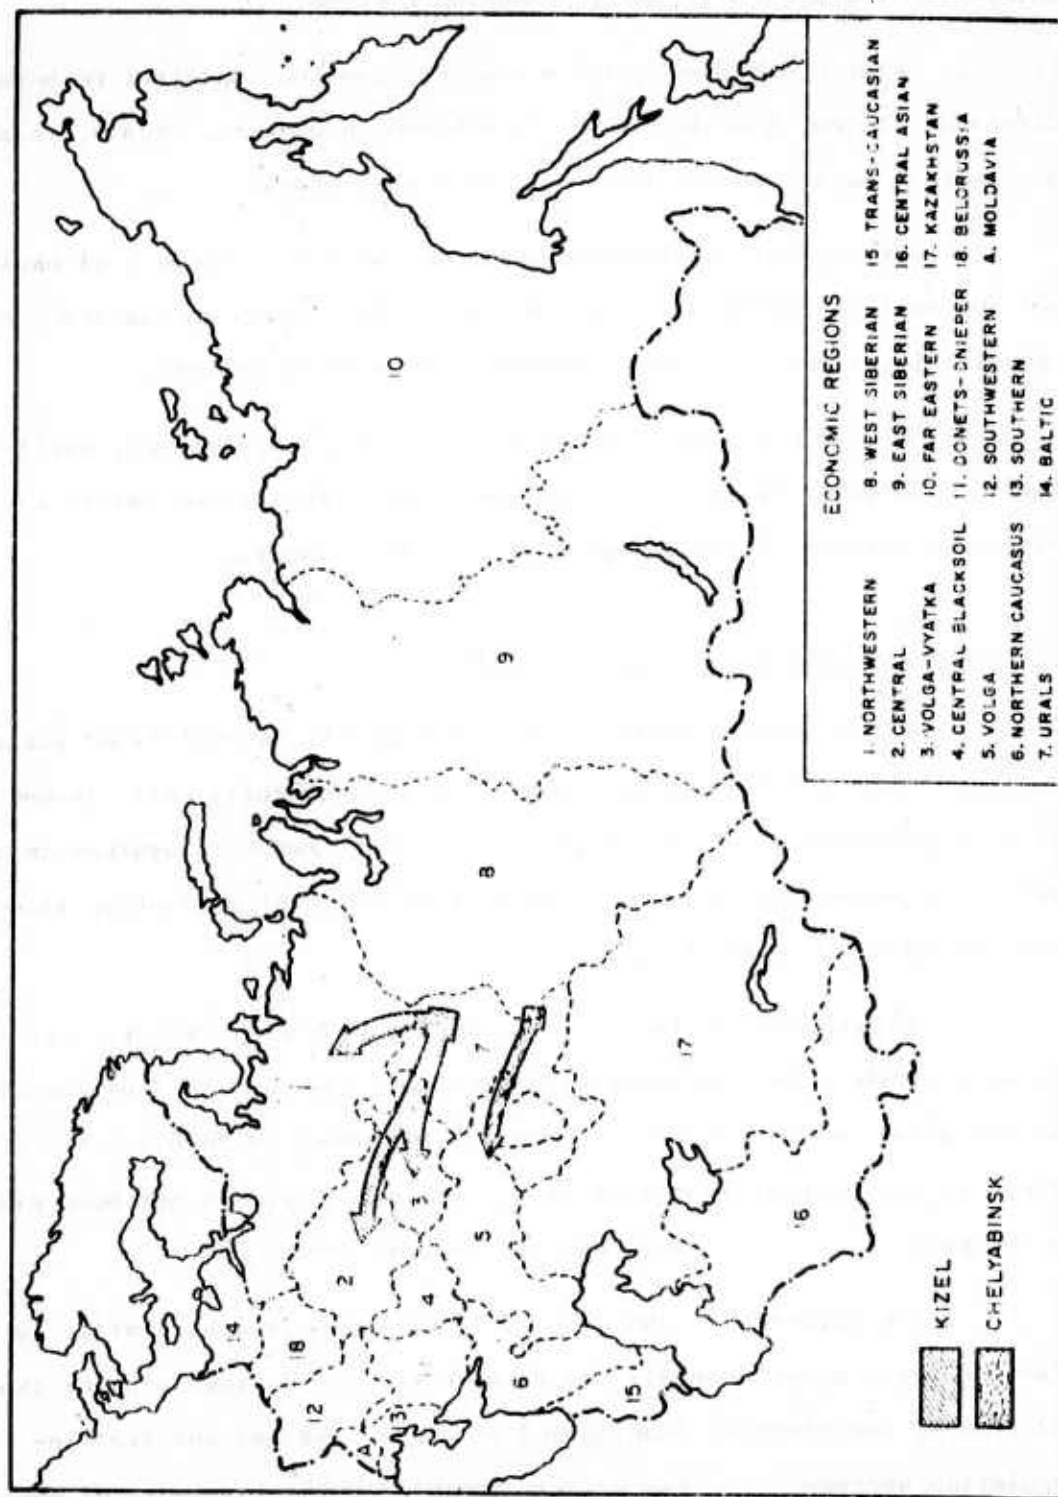 10
9
8
7
17
3
5
16
2
4
14
18
12
13
A
6
15
ECONOMIC REGIONS
1. NORTHWESTERN
2. CENTRAL
3. VOLGA-VYATKA
4. CENTRAL BLACKSOIL
5. VOLGA
6. NORTHERN CAUCASUS
7. URALS
8. WEST SIBERIAN
9. EAST SIBERIAN
10. FAR EASTERN
11. DONETS-DNIEPER
12. SOUTHWESTERN
13. SOUTHERN
14. BALTIC
15. TRANS-CAUCASIAN
16. CENTRAL ASIAN
17. KAZAKHSTAN
18. BELORUSSIA
A. MOLDAVIA
KIZEL
CHELYABINSK